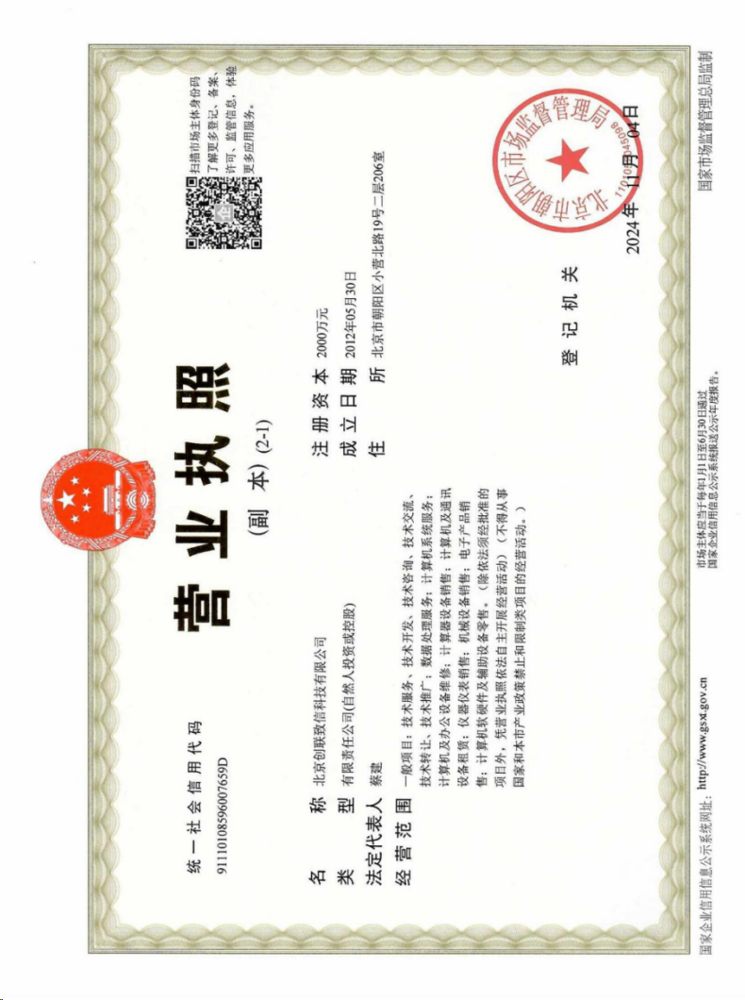 营业执照
(副 本) (2-1)
统一社会信用代码
91110108596007659D
扫描市场主体身份码
了解更多登记、备案、
许可、监管信息，体验
更多应用服务。
名 称 北京创联致信科技有限公司
类 型 有限责任公司(自然人投资或控股)
法定代表人 蔡建
经营范围 一般项目：技术服务、技术开发、技术咨询、技术交流、
技术转让、技术推广；数据处理服务；计算机系统服务；
计算机及办公设备维修；计算器设备销售；计算机及通讯
设备租赁；仪器仪表销售；机械设备销售；电子产品销
售；计算机软硬件及辅助设备零售。（除依法须经批准的
项目外，凭营业执照依法自主开展经营活动）（不得从事
国家和本市产业政策禁止和限制类项目的经营活动。）
注册资本 2000万元
成立日期 2012年05月30日
住 所 北京市朝阳区小营北路19号二层206室
登记机关
北京市朝阳区市场监督管理局
2024年 11月 04日
国家企业信用信息公示系统网址：http://www.gsxt.gov.cn
市场主体应当于每年1月1日至6月30日通过
国家企业信用信息公示系统报送公示年度报告。
国家市场监督管理总局监制